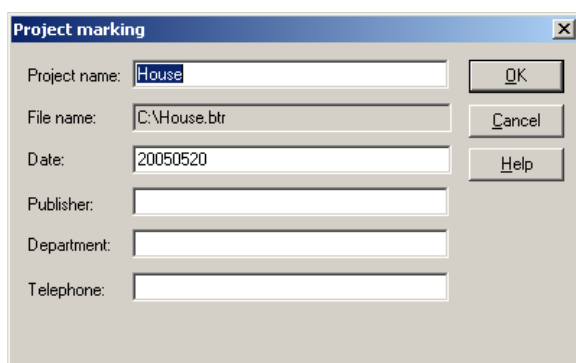 Project marking
Project name: House OK
File name: C:\House.btr Cancel
Date: 20050520 Help
Publisher:
Department:
Telephone: